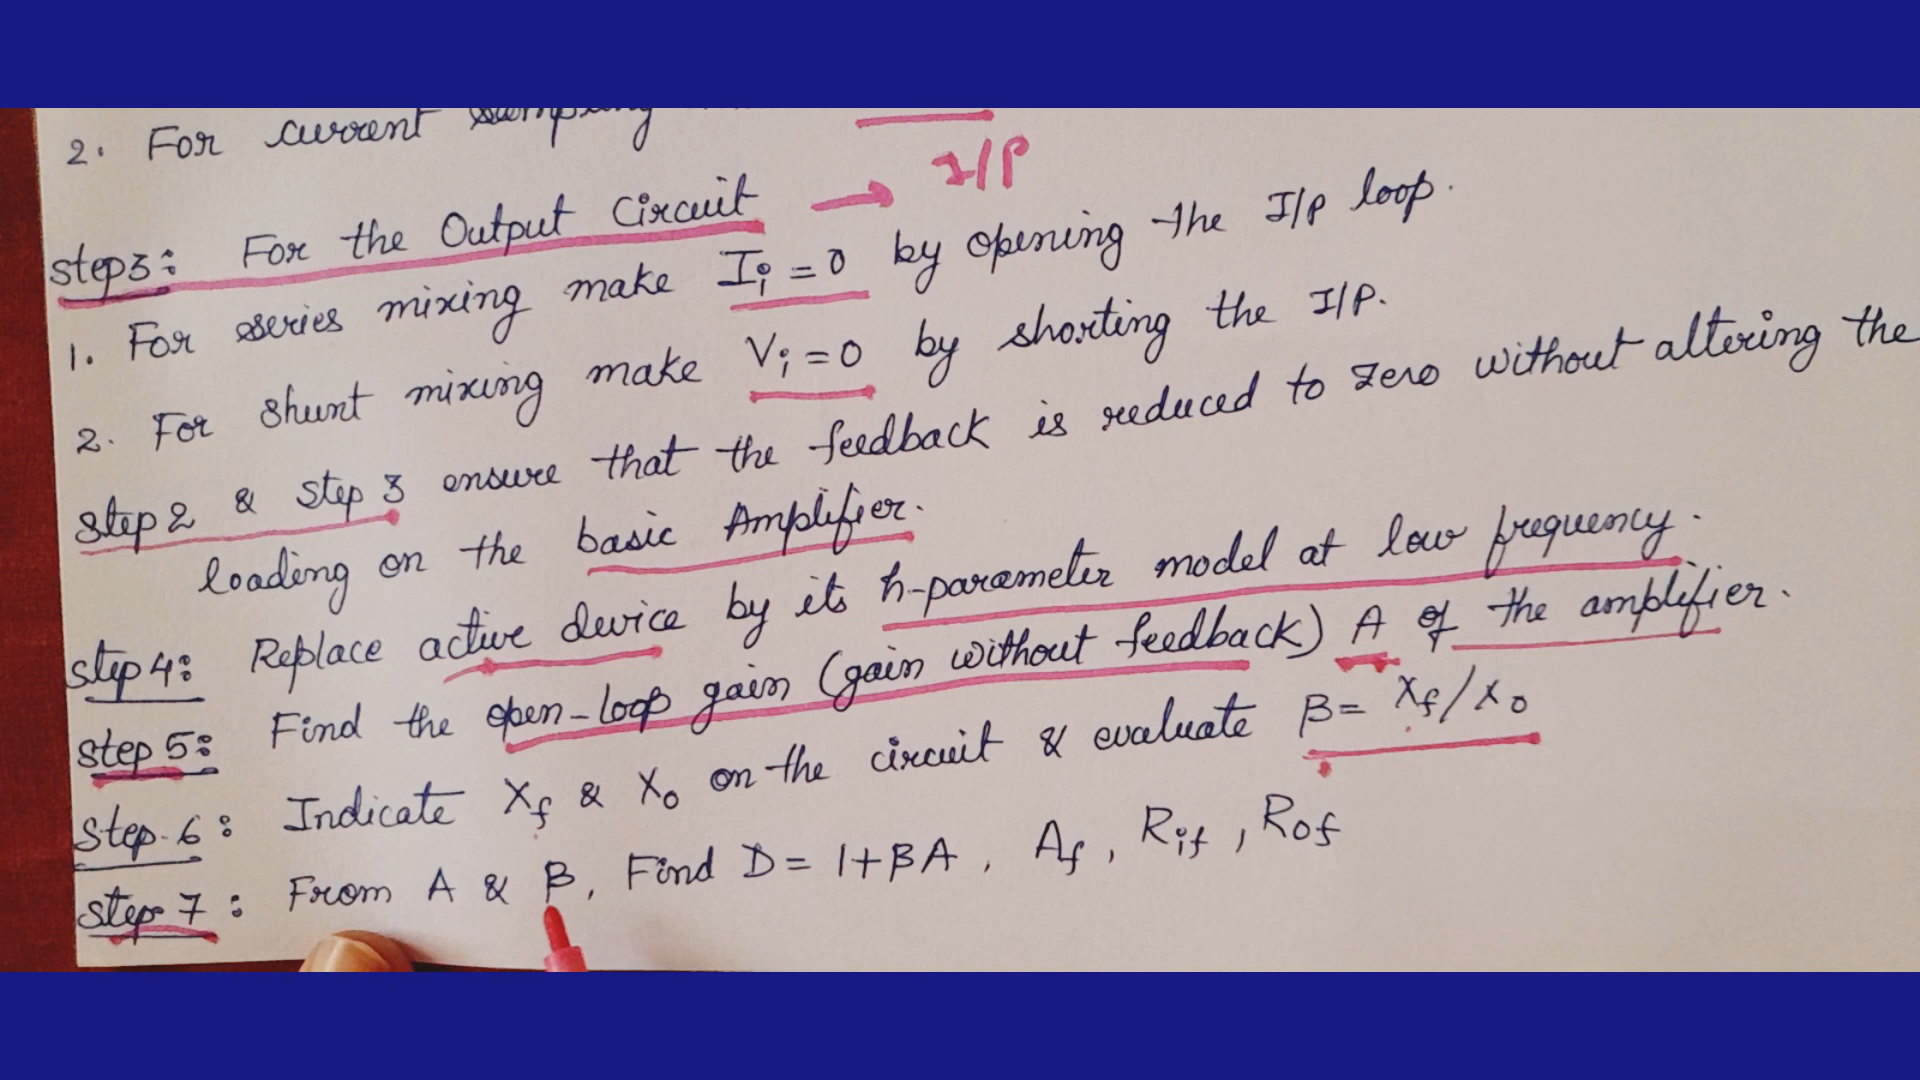 2. For current sampling
I/P
step3: For the Output Circuit →
1. For series mixing make Ii = 0 by opening the I/P loop.
2. For shunt mixing make Vi = 0 by shorting the I/P.
step 2 & step 3 ensure that the feedback is reduced to zero without altering the
loading on the basic Amplifier.
step 4: Replace active device by its h-parameter model at low frequency.
step 5: Find the open-loop gain (gain without feedback) A of the amplifier.
Step-6: Indicate Xf & Xo on the circuit & evaluate β = Xf/Xo
step 7: From A & β, Find D = 1+βA, Af, Rif, Rof